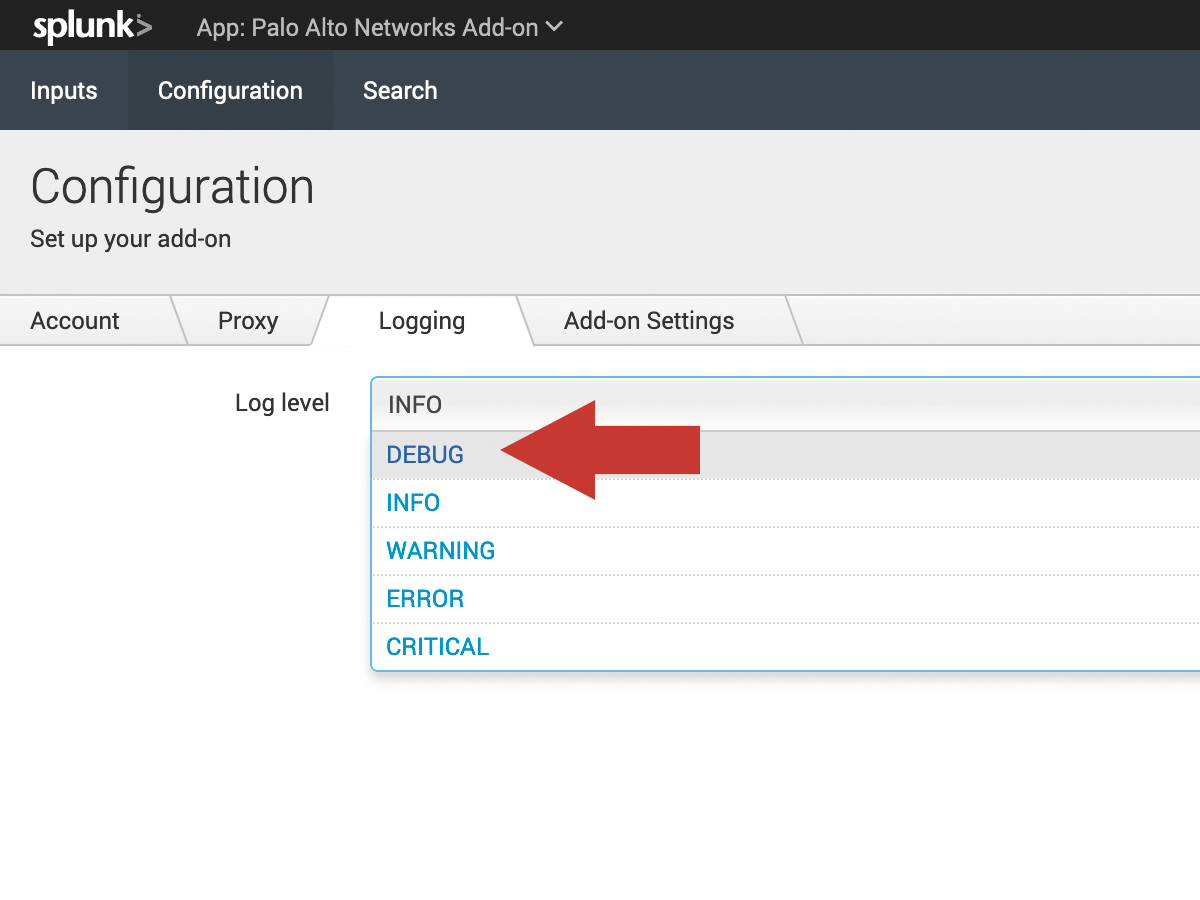 splunk> App: Palo Alto Networks Add-on
Inputs Configuration Search
Configuration
Set up your add-on
Account Proxy Logging Add-on Settings
Log level INFO
DEBUG
INFO
WARNING
ERROR
CRITICAL